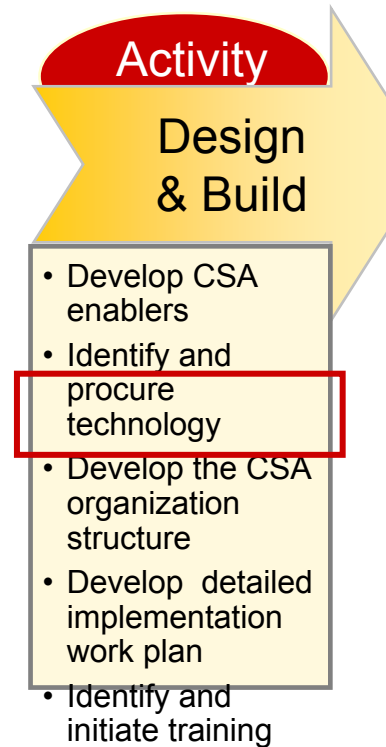 Activity
Design
& Build
• Develop CSA
enablers
• Identify and
procure
technology
• Develop the CSA
organization
structure
• Develop detailed
implementation
work plan
• Identify and
initiate training